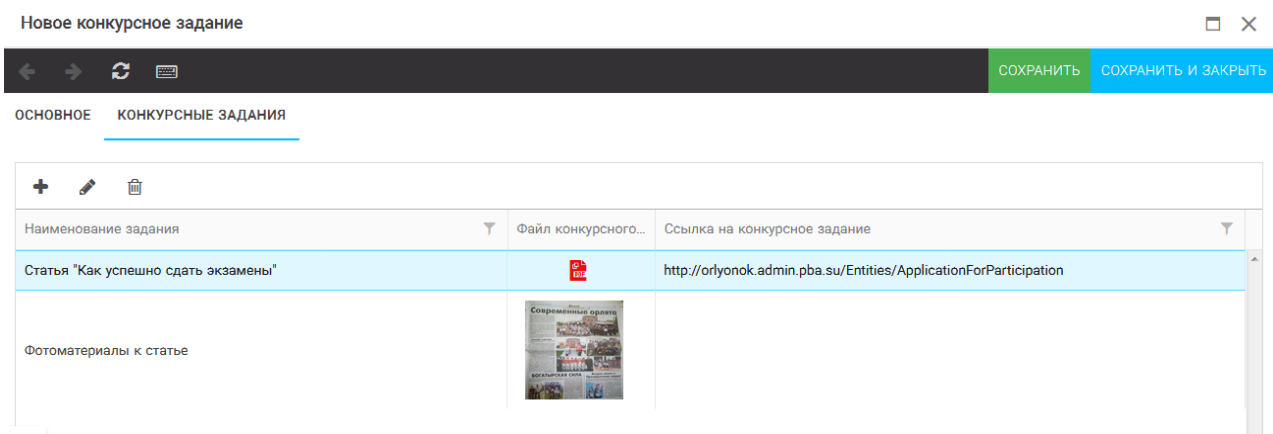 Новое конкурсное задание
СОХРАНИТЬ СОХРАНИТЬ И ЗАКРЫТЬ
ОСНОВНОЕ КОНКУРСНЫЕ ЗАДАНИЯ
Наименование задания Файл конкурсного... Ссылка на конкурсное задание
Статья "Как успешно сдать экзамены" PDF http://orlyonok.admin.pba.su/Entities/ApplicationForParticipation
Современные орлята
Фотоматериалы к статье
БОГАТЫРСКАЯ СИЛА